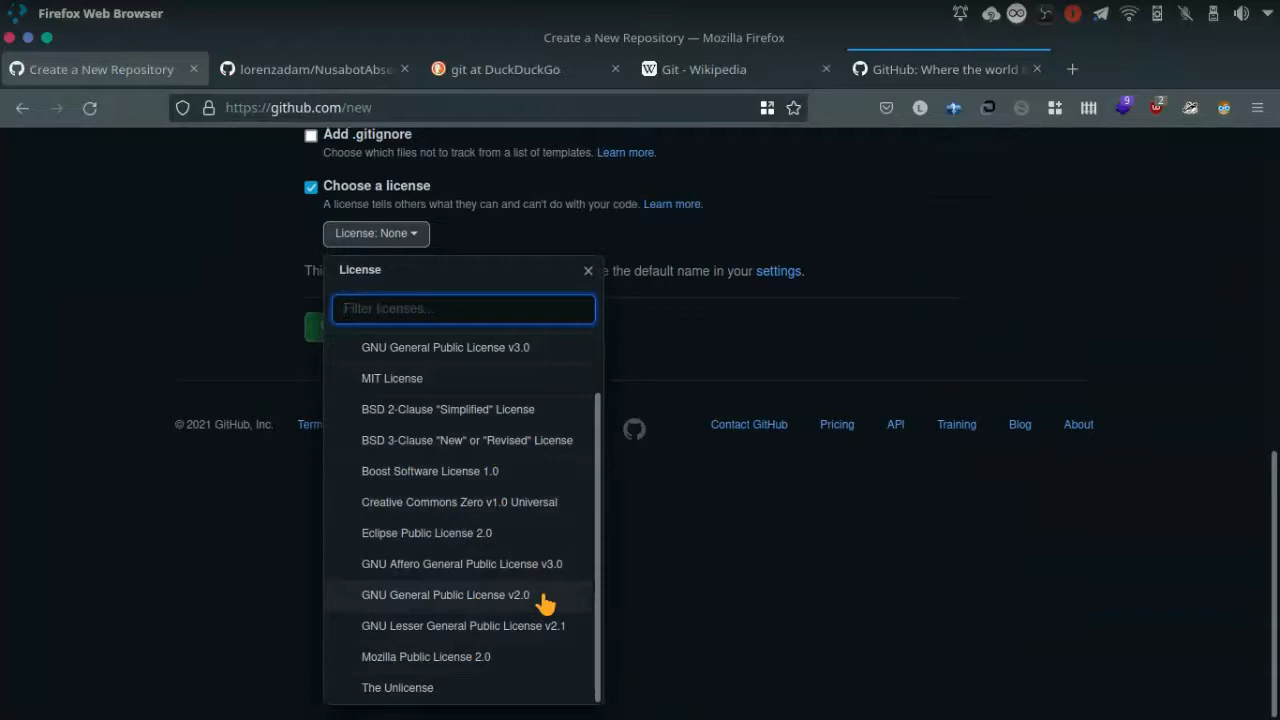 Firefox Web Browser
Create a New Repository — Mozilla Firefox
Create a New Repository
lorenzadam/NusabotAbse
git at DuckDuckGo
Git - Wikipedia
GitHub: Where the world b
https://github.com/new
L
9
2
Add .gitignore
Choose which files not to track from a list of templates. Learn more.
Choose a license
A license tells others what they can and can't do with your code. Learn more.
License: None
Thi
e the default name in your settings.
License
Filter licenses...
GNU General Public License v3.0
MIT License
BSD 2-Clause "Simplified" License
BSD 3-Clause "New" or "Revised" License
Boost Software License 1.0
Creative Commons Zero v1.0 Universal
Eclipse Public License 2.0
GNU Affero General Public License v3.0
GNU General Public License v2.0
GNU Lesser General Public License v2.1
Mozilla Public License 2.0
The Unlicense
© 2021 GitHub, Inc.
Term
Contact GitHub
Pricing
API
Training
Blog
About